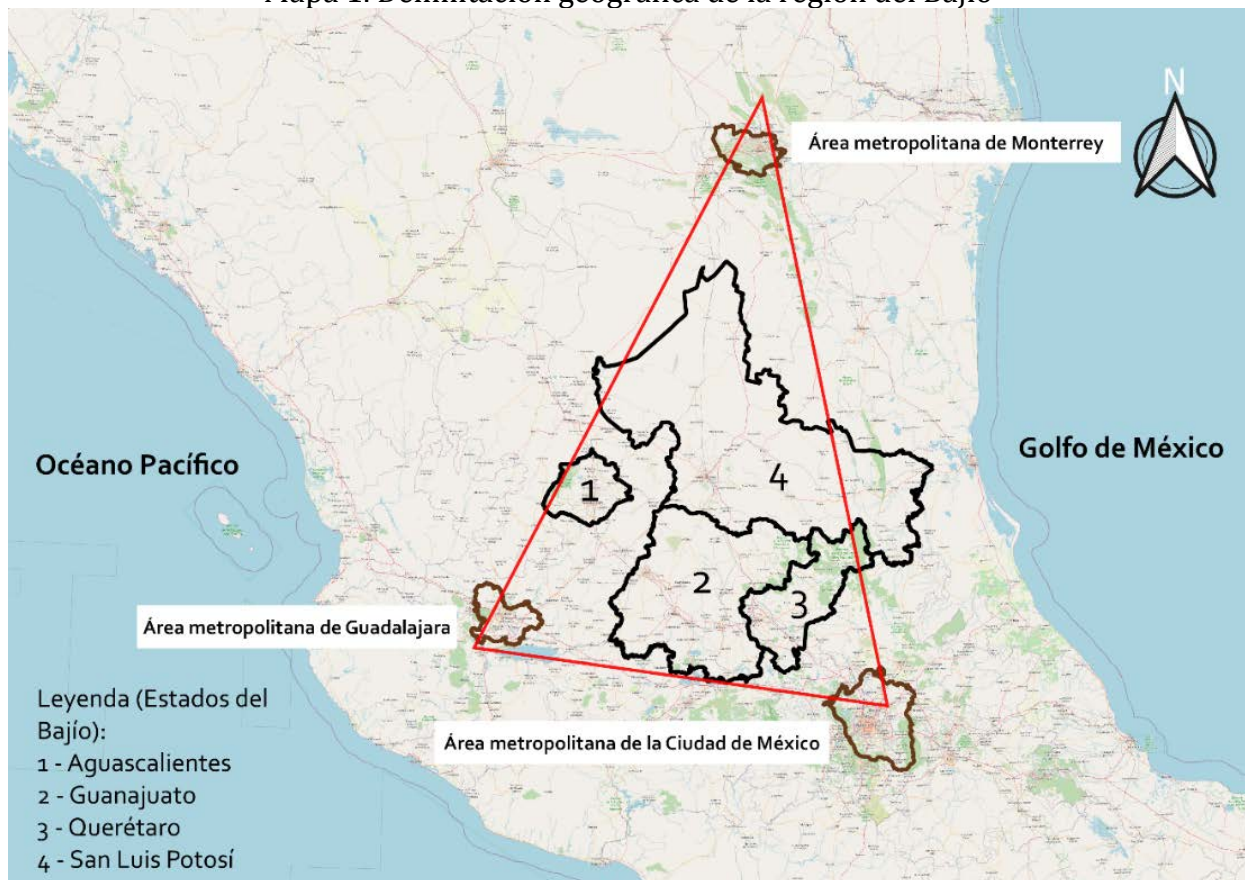 Mapa 1. Delimitación geográfica de la región del Bajío
N
Área metropolitana de Monterrey
Océano Pacífico
Golfo de México
1
4
2
3
Área metropolitana de Guadalajara
Área metropolitana de la Ciudad de México
Leyenda (Estados del
Bajío):
1 - Aguascalientes
2 - Guanajuato
3 - Querétaro
4 - San Luis Potosí